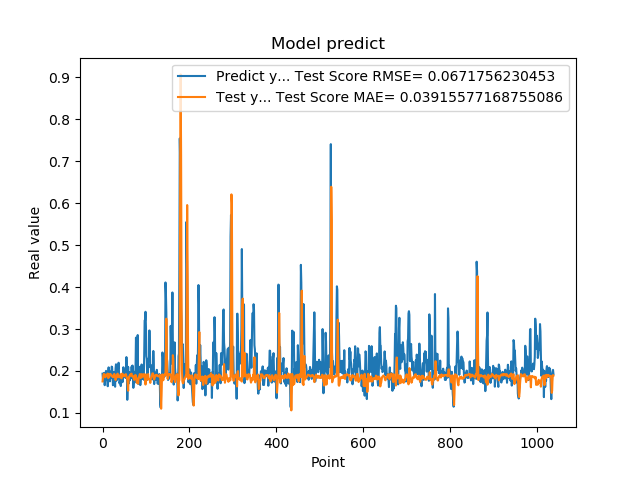 Model predict
Predict y... Test Score RMSE= 0.0671756230453
Test y... Test Score MAE= 0.03915577168755086
0.9
0.8
0.7
0.6
0.5
0.4
0.3
0.2
0.1
Real value
0 200 400 600 800 1000
Point